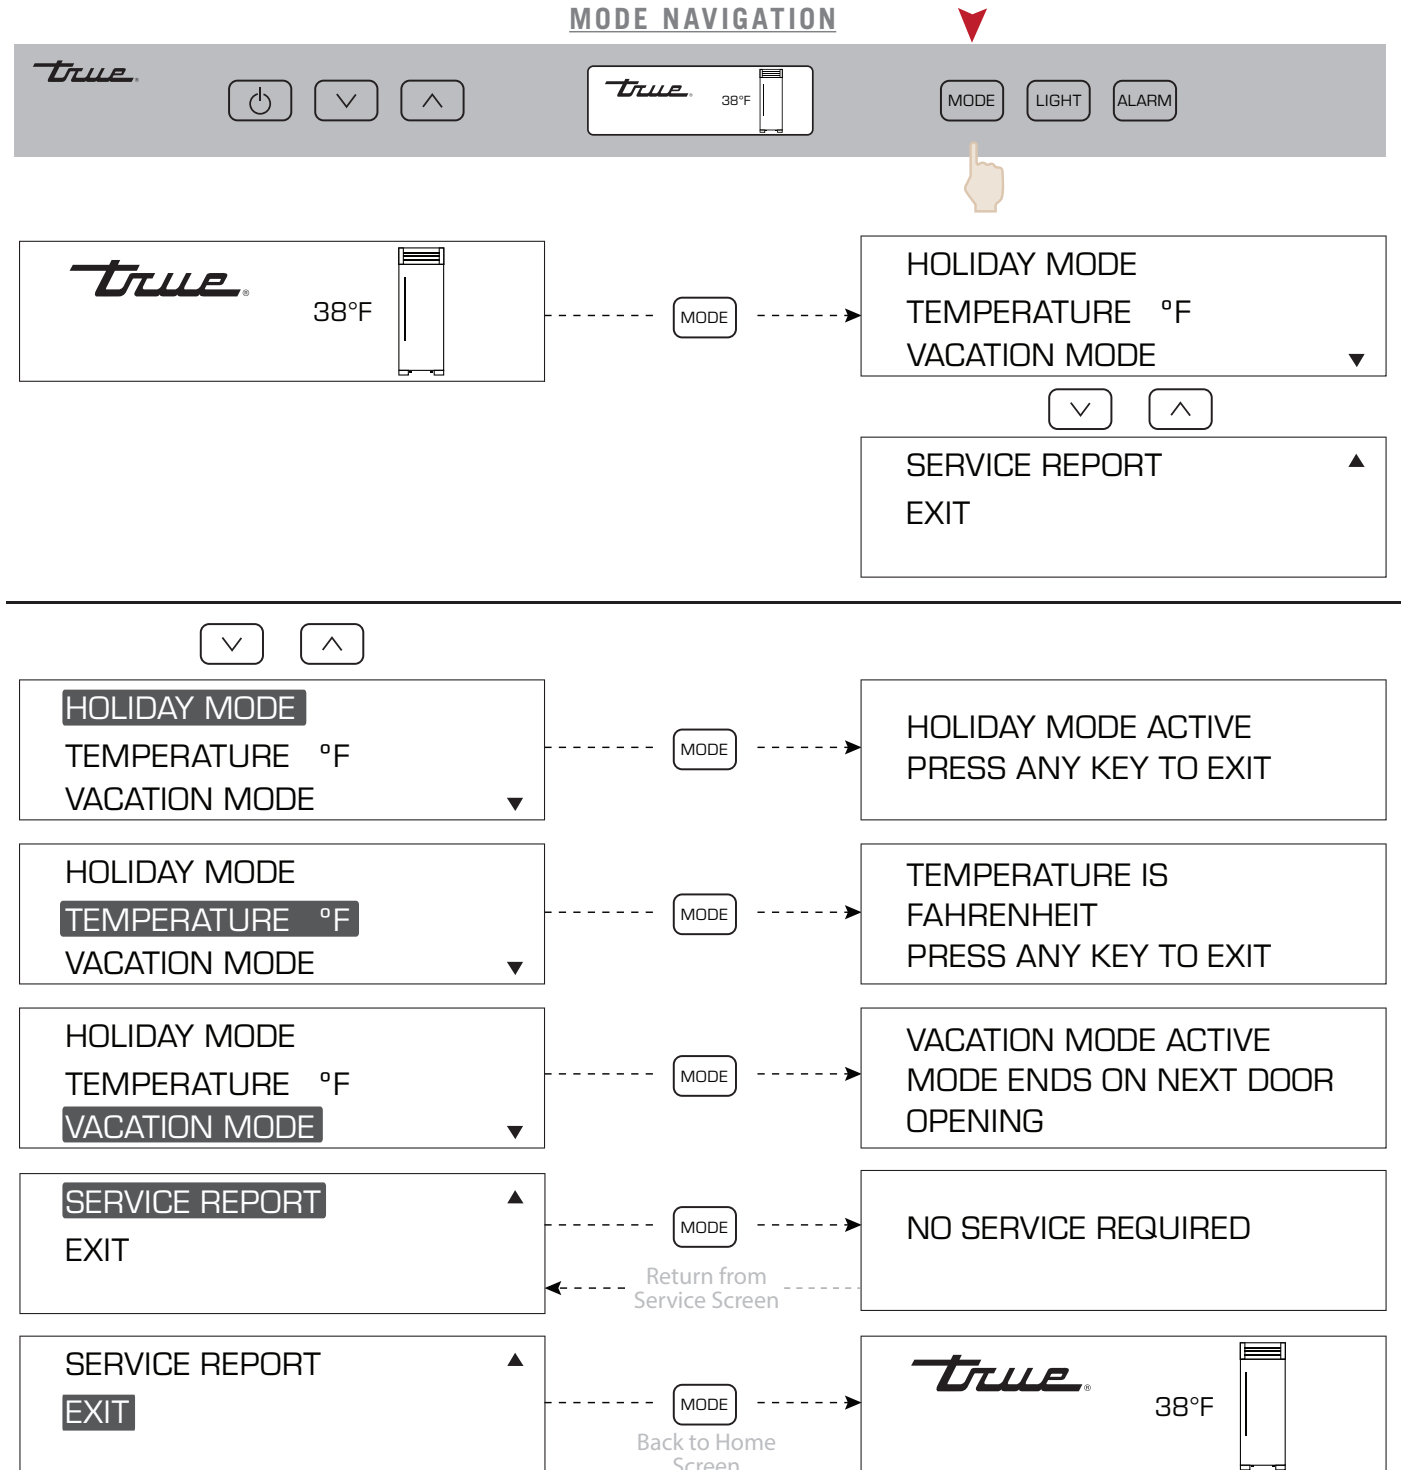 MODE NAVIGATION
true®
true® 38°F
MODE LIGHT ALARM
true®
38°F
MODE
HOLIDAY MODE
TEMPERATURE °F
VACATION MODE
SERVICE REPORT
EXIT
HOLIDAY MODE
TEMPERATURE °F
VACATION MODE
MODE
HOLIDAY MODE ACTIVE
PRESS ANY KEY TO EXIT
HOLIDAY MODE
TEMPERATURE °F
VACATION MODE
MODE
TEMPERATURE IS
FAHRENHEIT
PRESS ANY KEY TO EXIT
HOLIDAY MODE
TEMPERATURE °F
VACATION MODE
MODE
VACATION MODE ACTIVE
MODE ENDS ON NEXT DOOR
OPENING
SERVICE REPORT
EXIT
MODE
Return from
Service Screen
NO SERVICE REQUIRED
SERVICE REPORT
EXIT
MODE
Back to Home
Screen
true®
38°F